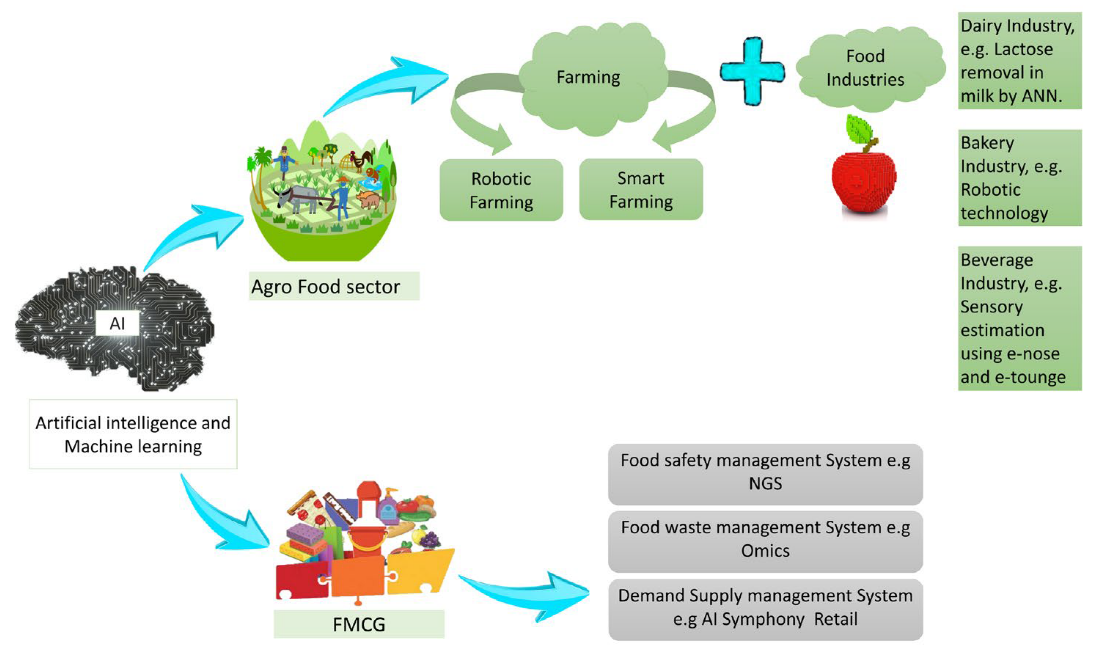 Farming
Robotic
Farming
Smart
Farming
Food
Industries
Dairy Industry,
e.g. Lactose
removal in
milk by ANN.
Bakery
Industry, e.g.
Robotic
technology
Beverage
Industry, e.g.
Sensory
estimation
using e-nose
and e-tounge
Agro Food sector
AI
Artificial intelligence and
Machine learning
FMCG
Food safety management System e.g
NGS
Food waste management System e.g
Omics
Demand Supply management System
e.g AI Symphony Retail